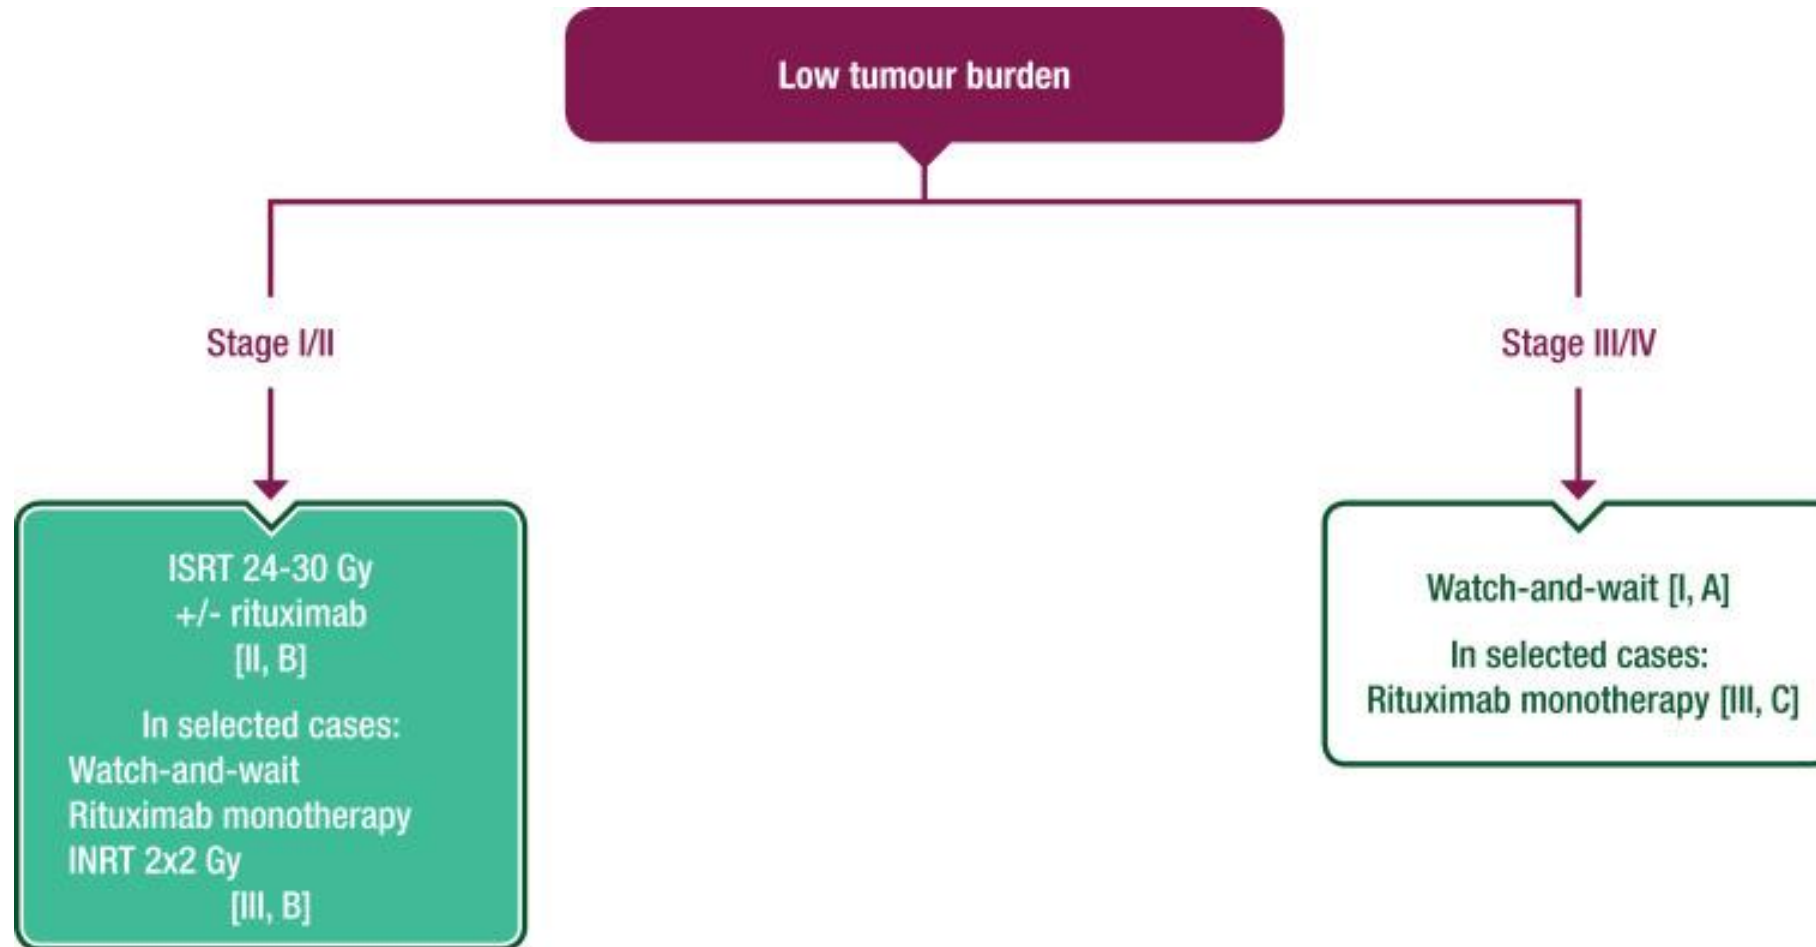 Low tumour burden
Stage I/II
Stage III/IV
ISRT 24-30 Gy
+/- rituximab
[II, B]
In selected cases:
Watch-and-wait
Rituximab monotherapy
INRT 2x2 Gy
[III, B]
Watch-and-wait [I, A]
In selected cases:
Rituximab monotherapy [III, C]